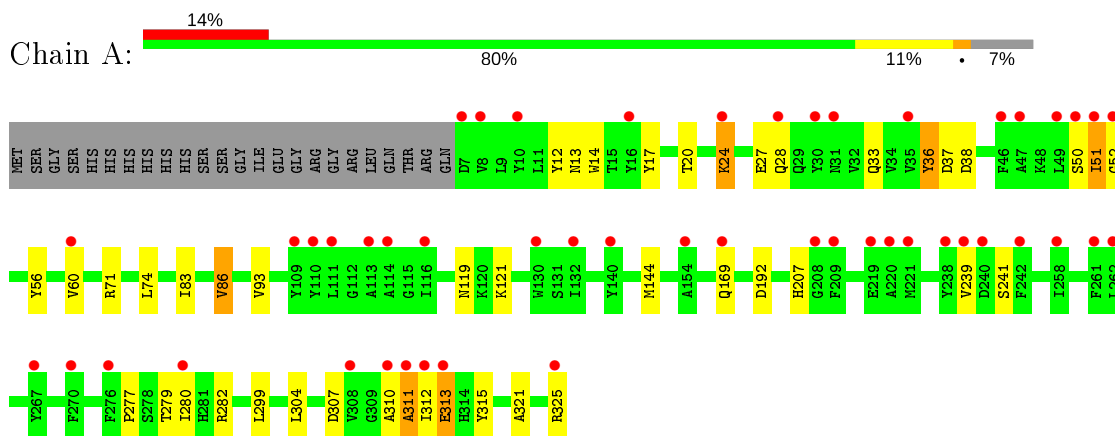 14%
Chain A:
80% 11% • 7%
MET SER GLY SER HIS HIS HIS HIS HIS HIS SER SER GLY ILE GLU GLY ARG GLY ARG LEU GLN THR ARG GLN D7 V8 L9 Y10 L11 Y12 N13 W14 T15 Y16 Y17 T20 K24 E27 Q28 Q29 Y30 N31 V32 Q33 V34 V35 Y36 D37 D38 F46 A47 K48 L49 S50 I51 G52
Y56 V60 R71 L74 I83 V86 V93 Y109 Y110 L111 G112 A113 A114 G115 I116 N119 K120 K121 W130 S131 I132 Y140 M144 A154 Q169 D192 H207 G208 F209 E219 A220 M221 Y238 V239 D240 S241 F242 I258 F261 L262
Y267 F270 F276 P277 S278 T279 I280 H281 R282 L299 L304 D307 V308 G309 A310 A311 I312 E313 H314 Y315 A321 R325